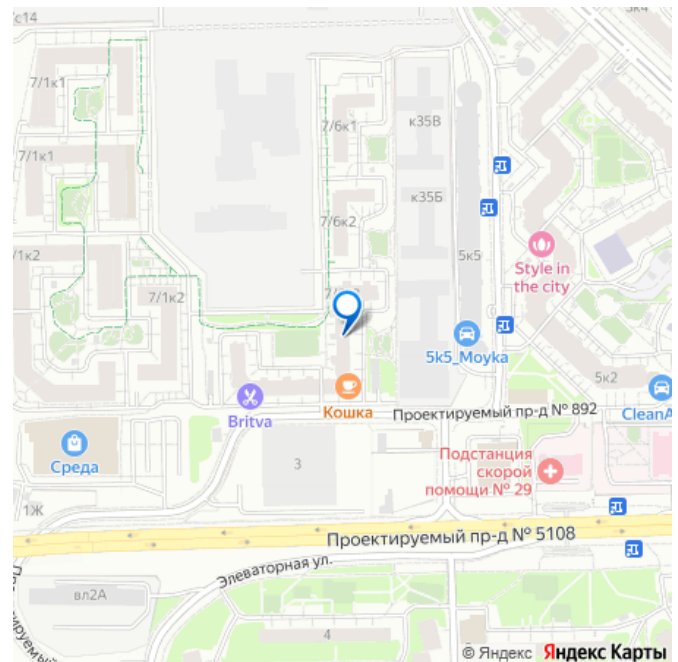 с14
7/1к1
7/6к1
к35В
7/1к1
к35Б
7/6к2
5к5
Style in
the city
/1к2
7/1к2
5k5_Moyka
5к2
Britva
Кошка
Проектируемый пр-д № 892
CleanA
Среда
3
Подстанция
скорой
помощи № 29
1Ж
Проектируемый пр-д № 5108
Элеваторная ул.
вл2А
4
© Яндекс Яндекс Карты